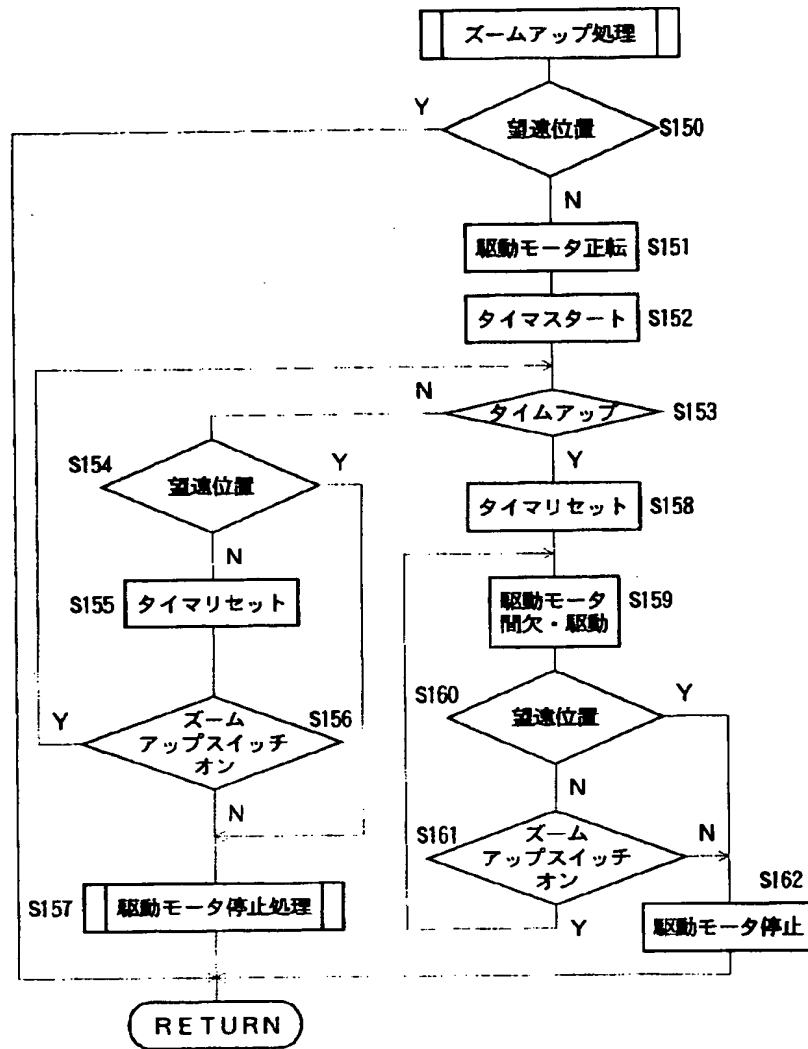 ズームアップ処理
Y
望遠位置
S150
N
駆動モータ正転
S151
タイマスタート
S152
N
タイムアップ
S153
Y
S154
望遠位置
Y
N
S155
タイマリセット
Y
ズーム
アップスイッチ
オン
S156
N
S157
駆動モータ停止処理
タイマリセット
S158
駆動モータ
間欠・駆動
S159
S160
望遠位置
Y
N
S161
ズーム
アップスイッチ
オン
N
Y
S162
駆動モータ停止
RETURN